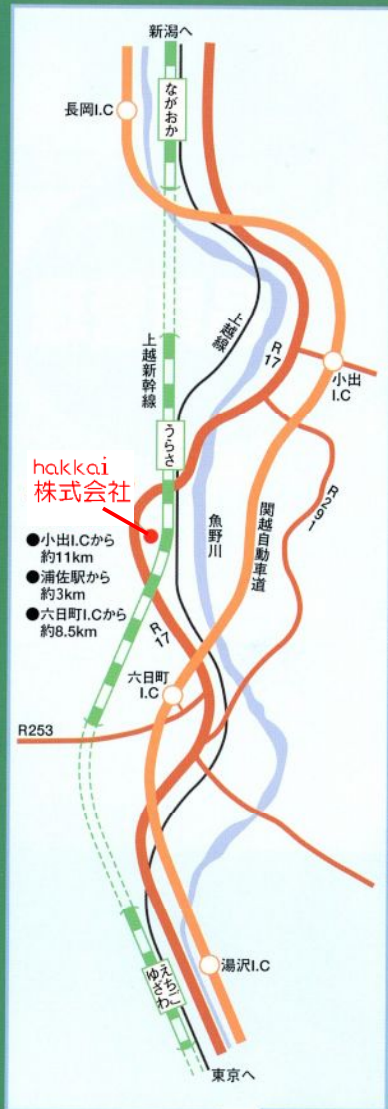 新潟へ
ながおか
長岡I.C
上越線
R17
小出
I.C
上越新幹線
うらさ
hakkai
株式会社
●小出I.Cから
約11km
●浦佐駅から
約3km
●六日町I.Cから
約8.5km
魚野川
関越自動車道
R291
R17
六日町
I.C
R253
湯沢I.C
えちご
ゆざわ
東京へ